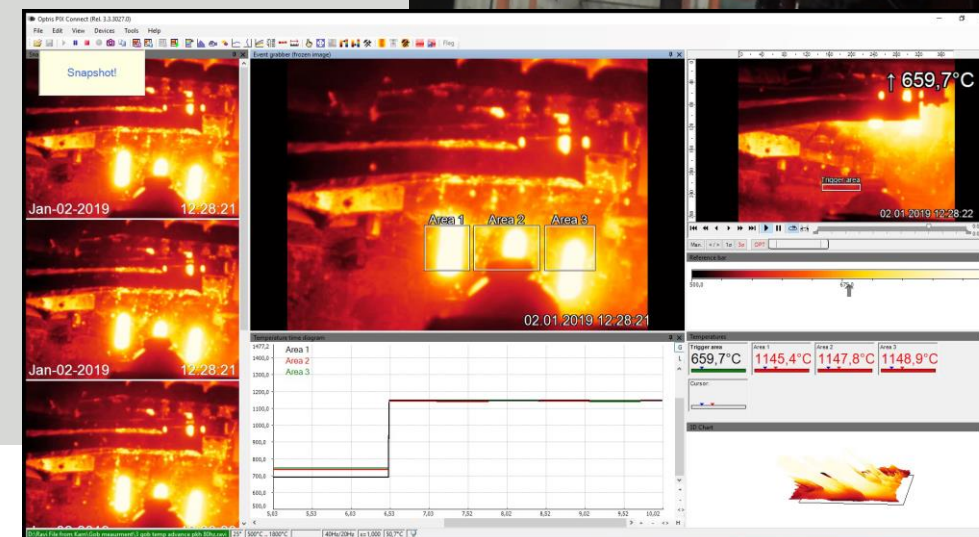 Optris PIX Connect (Rel. 3.3.3027.0)
File Edit View Devices Tools Help
Flag
Snapshot!
Event grabber (frozen image)
Jan-02-2019 12:28:21
Jan-02-2019 12:28:21
Area 1 Area 2 Area 3
02.01.2019 12:28:21
↑ 659,7°C
Trigger area
02.01.2019 12:28:22
Reference bar
500,0
Temperature time diagram
Area 1
Area 2
Area 3
1477,2
1400,0
1300,0
1200,0
1100,0
800,0
700,0
600,0
500,0
5,03 5,53 6,03 6,53 7,03 7,52 8,02 8,52 9,02 9,52 10,02
Temperatures
Trigger area Area 1 Area 2 Area 3
659,7°C 1145,4°C 1147,8°C 1148,9°C
Cursor
3D Chart